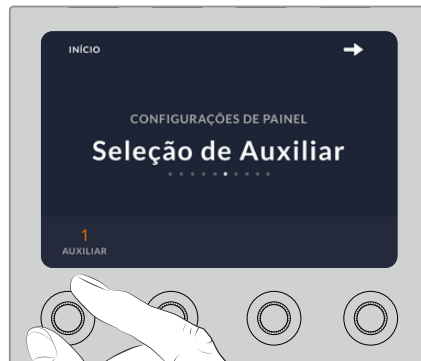 INÍCIO
CONFIGURAÇÕES DE PAINEL
Seleção de Auxiliar
1
AUXILIAR